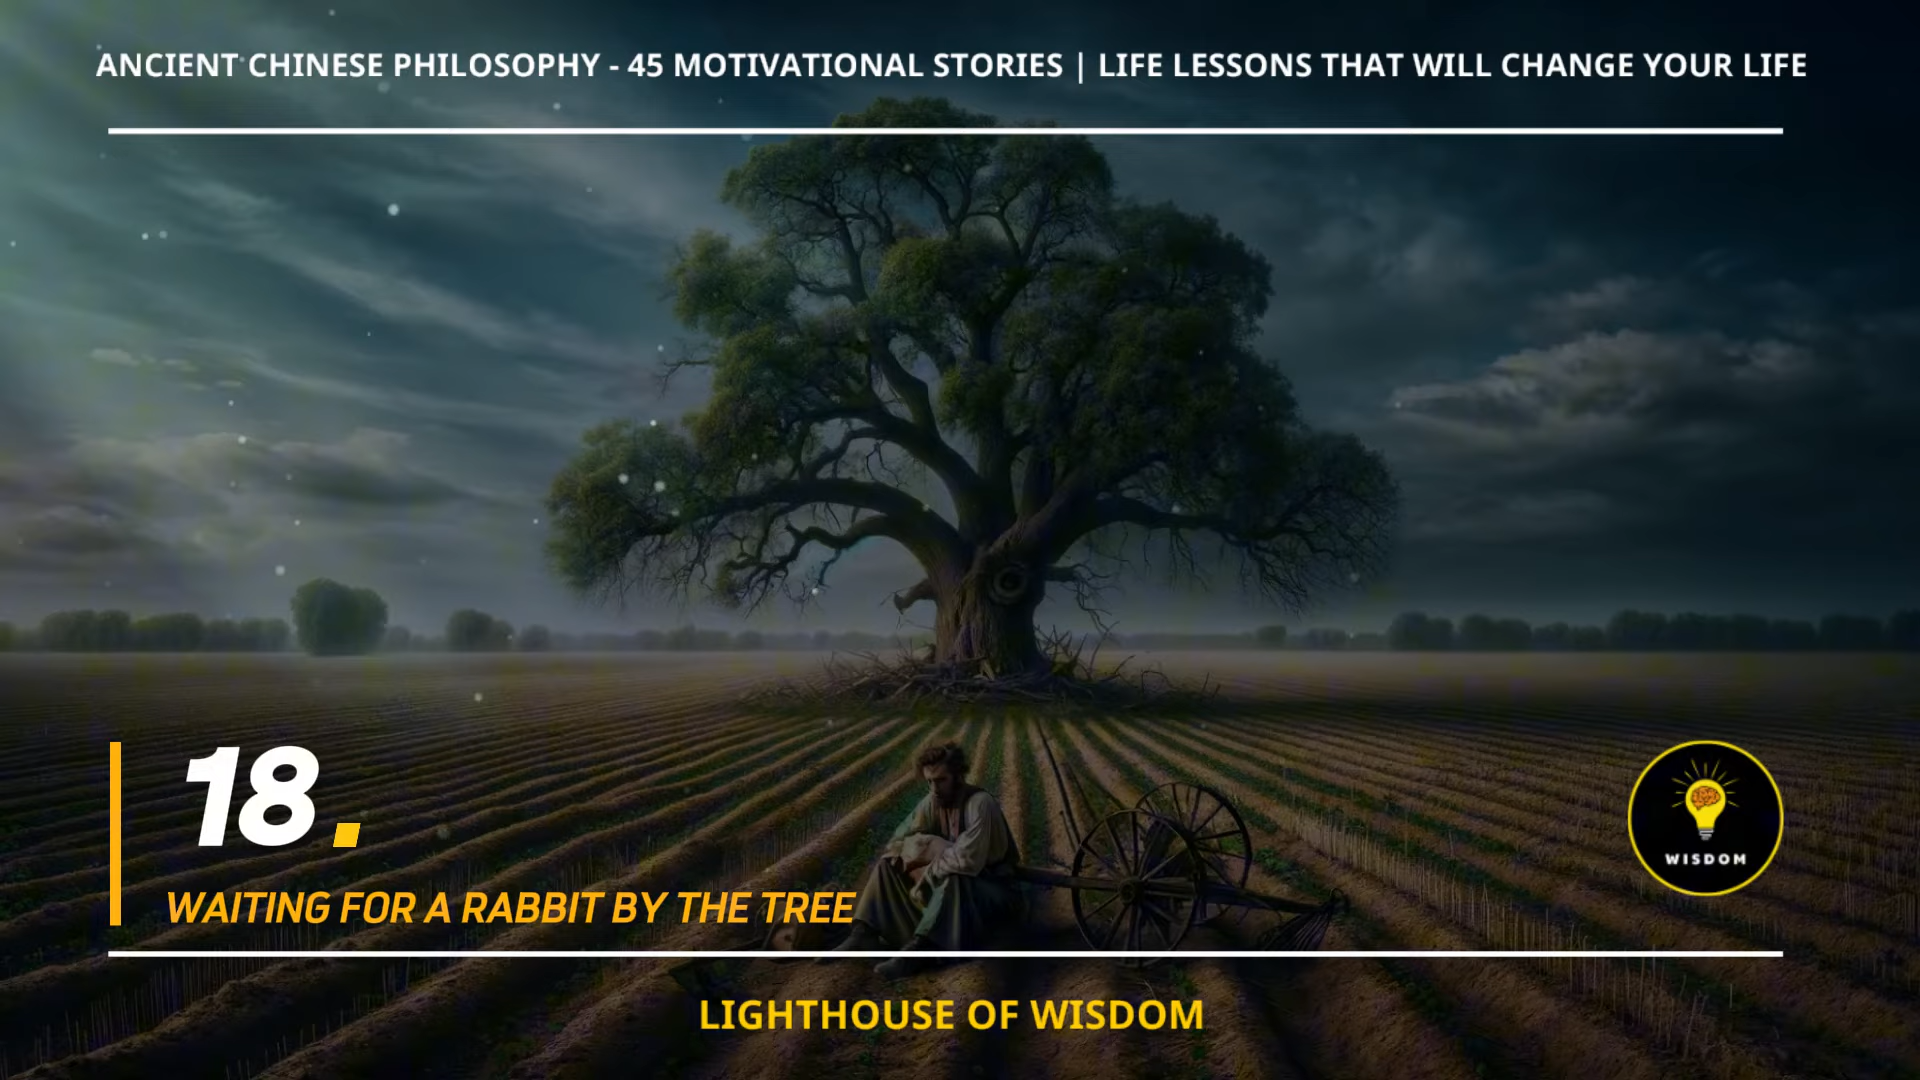 ANCIENT CHINESE PHILOSOPHY - 45 MOTIVATIONAL STORIES | LIFE LESSONS THAT WILL CHANGE YOUR LIFE
18.
WAITING FOR A RABBIT BY THE TREE
WISDOM
LIGHTHOUSE OF WISDOM